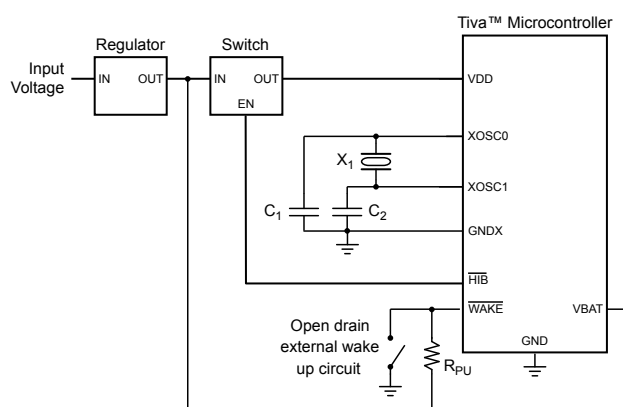 Tiva™ Microcontroller
Regulator
Switch
Input
Voltage
IN
OUT
IN
OUT
EN
VDD
XOSC0
X1
XOSC1
C1
C2
GNDX
HIB
WAKE
VBAT
Open drain
external wake
up circuit
RPU
GND